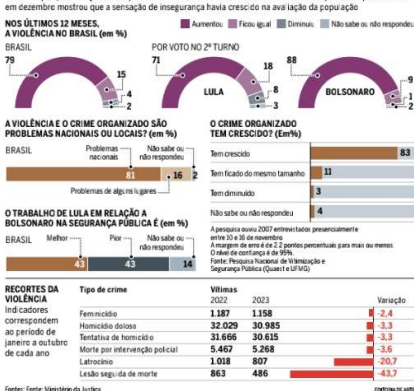 em dezembro mostrou que a sensação de insegurança havia crescido na avaliação da população
NOS ÚLTIMOS 12 MESES,
A VIOLÊNCIA NO BRASIL (em %)
Aumentou Ficou igual Diminuiu Não sabe ou não respondeu
BRASIL
79
15
4
2
POR VOTO NO 2º TURNO
71
18
8
3
LULA
88
9
1
2
BOLSONARO
A VIOLÊNCIA E O CRIME ORGANIZADO SÃO
PROBLEMAS NACIONAIS OU LOCAIS? (em %)
BRASIL
Problemas
nacionais
Não sabe ou
não respondeu
81 16 2
Problemas de alguns lugares
O TRABALHO DE LULA EM RELAÇÃO A
BOLSONARO NA SEGURANÇA PÚBLICA É (em %)
BRASIL
Melhor
Pior
Não sabe ou
não respondeu
43 43 14
O CRIME ORGANIZADO
TEM CRESCIDO? (Em%)
Tem crescido 83
Tem ficado do mesmo tamanho 11
Tem diminuído 3
Não sabe ou não respondeu 4
A pesquisa ouviu 2007 entrevistados presencialmente
entre 10 e 16 de novembro
A margem de erro é de 2.2 pontos percentuais para mais ou menos
O nível de confiança é de 95%.
Fonte: Pesquisa Nacional de Vitimização e
Segurança Pública (Quaest e UFMG)
RECORTES DA
VIOLÊNCIA
Indicadores
correspondem
ao período de
janeiro a outubro
de cada ano
Tipo de crime Vítimas
2022 2023 Variação
Feminicídio 1.187 1.158 -2,4
Homicídio doloso 32.029 30.985 -3,3
Tentativa de homicídio 31.666 30.615 -3,3
Morte por intervenção policial 5.467 5.268 -3,6
Latrocínio 1.018 807 -20,7
Lesão seguida de morte 863 486 -43,7
Fontes: Fonte: Ministério da Justiça
EDITORIA DE ARTE